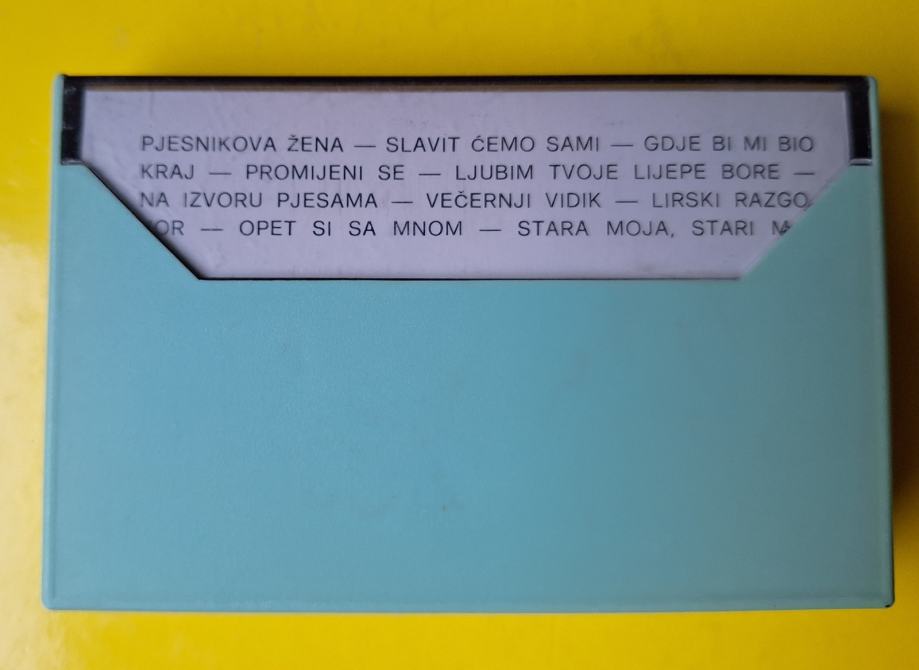 PJESNIKOVA ŽENA — SLAVIT ĆEMO SAMI — GDJE BI MI BIO
KRAJ — PROMIJENI SE — LJUBIM TVOJE LIJEPE BORE —
NA IZVORU PJESAMA — VEČERNJI VIDIK — LIRSKI RAZGO
OR — OPET SI SA MNOM — STARA MOJA, STARI